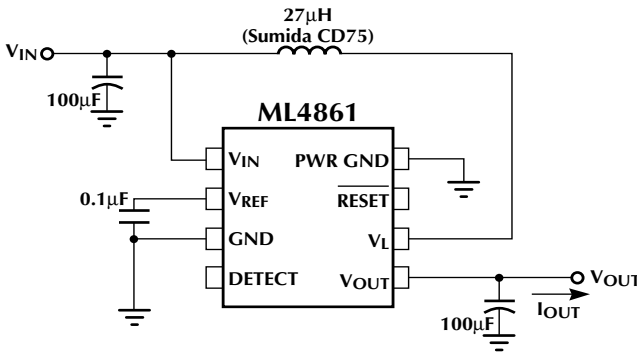 27µH
(Sumida CD75)
VIN
100µF
ML4861
VIN
PWR GND
0.1µF
VREF
RESET
GND
VL
DETECT
VOUT
VOUT
IOUT
100µF